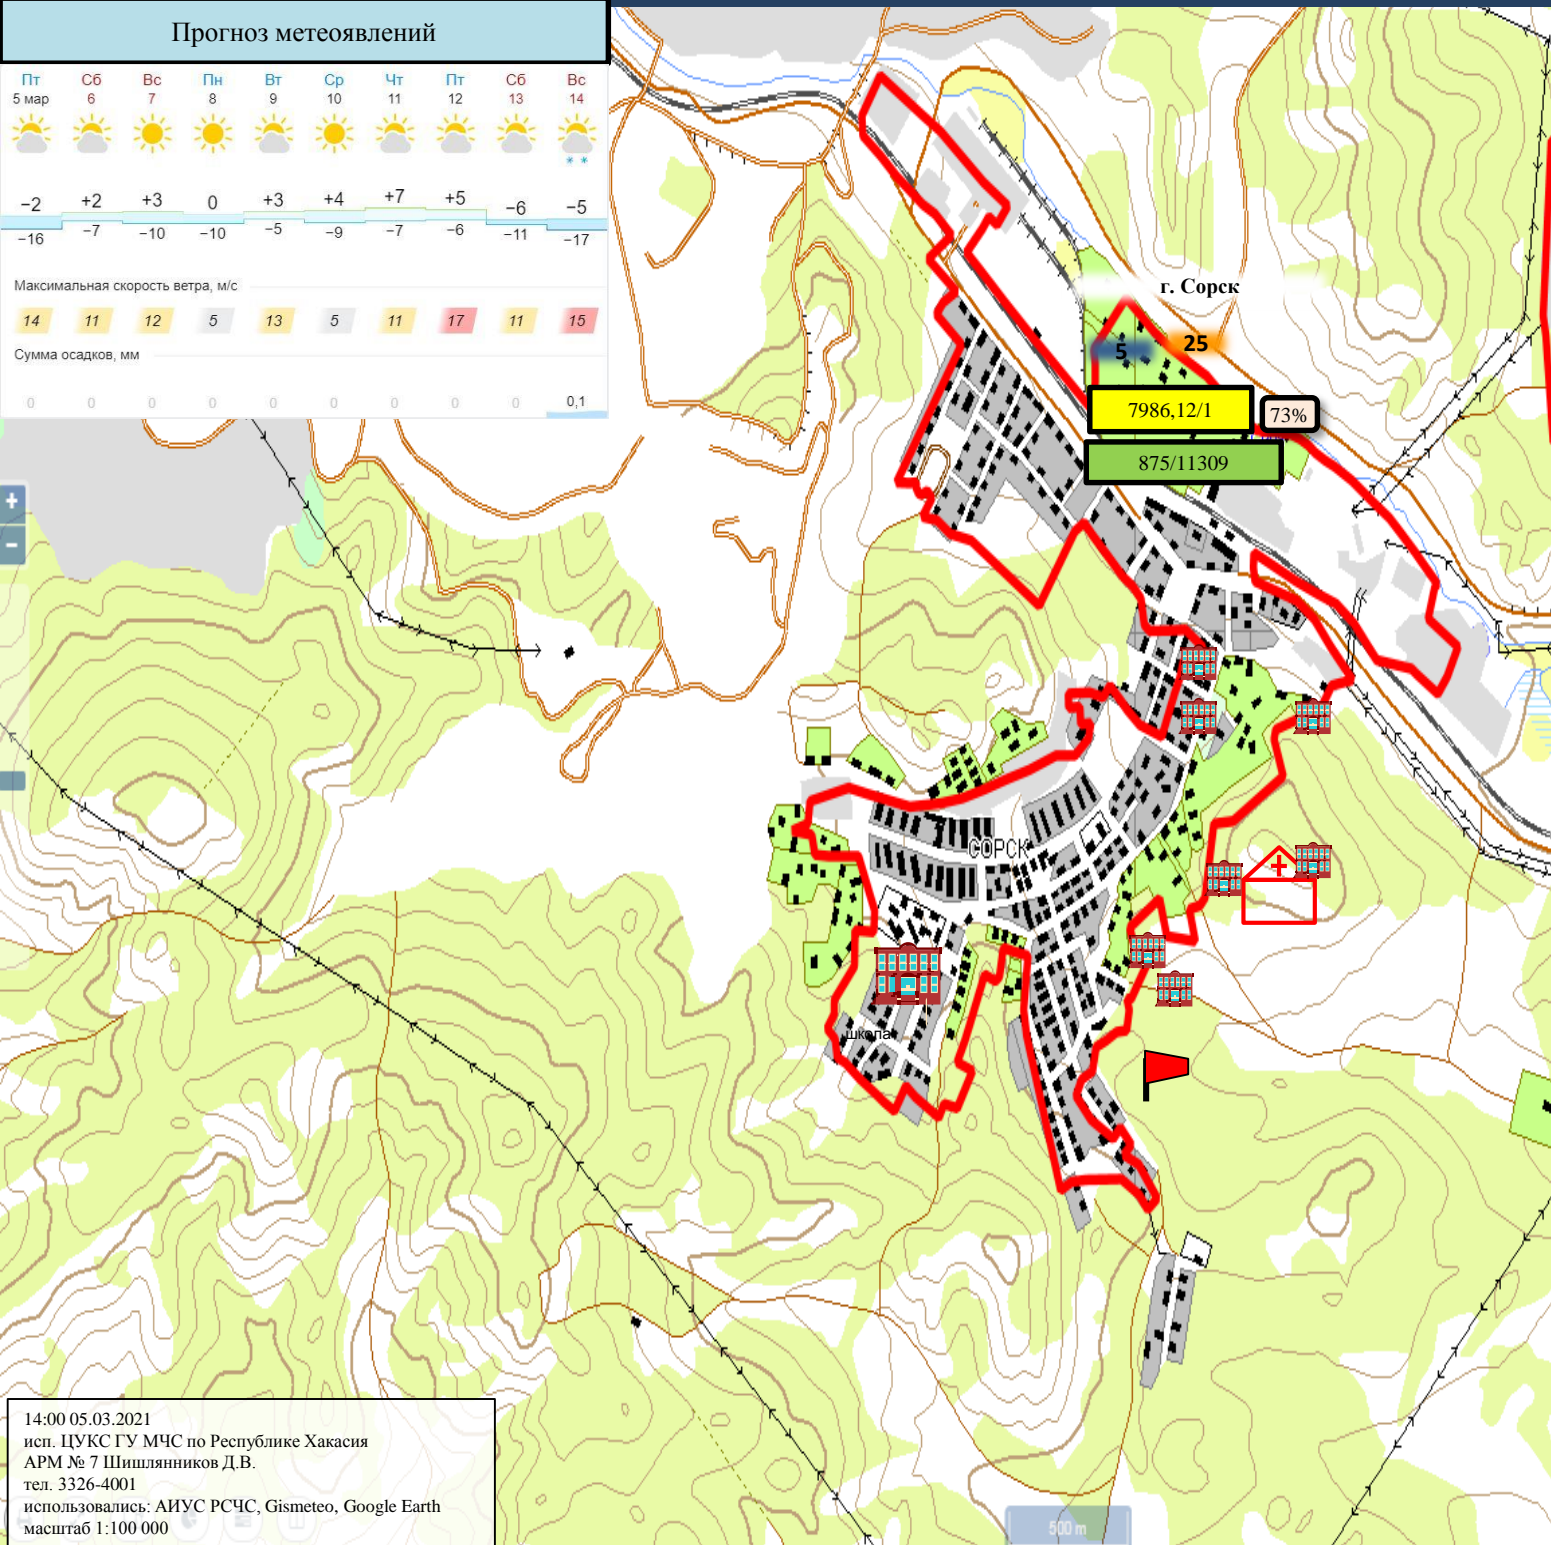 Прогноз метеоявлений
Пт Сб Вс Пн Вт Ср Чт Пт Сб Вс
5 мар 6 7 8 9 10 11 12 13 14
−2 +2 +3 0 +3 +4 +7 +5 −6 −5
−16 −7 −10 −10 −5 −9 −7 −6 −11 −17
Максимальная скорость ветра, м/с
14 11 12 5 13 5 11 17 11 15
Сумма осадков, мм
0 0 0 0 0 0 0 0 0 0,1
+
−
г. Сорск
5 25
7986,12/1 73%
875/11309
СОРСК
школа
14:00 05.03.2021
исп. ЦУКС ГУ МЧС по Республике Хакасия
АРМ № 7 Шишлянников Д.В.
тел. 3326-4001
использовались: АИУС РСЧС, Gismeteo, Google Earth
масштаб 1:100 000
500 m